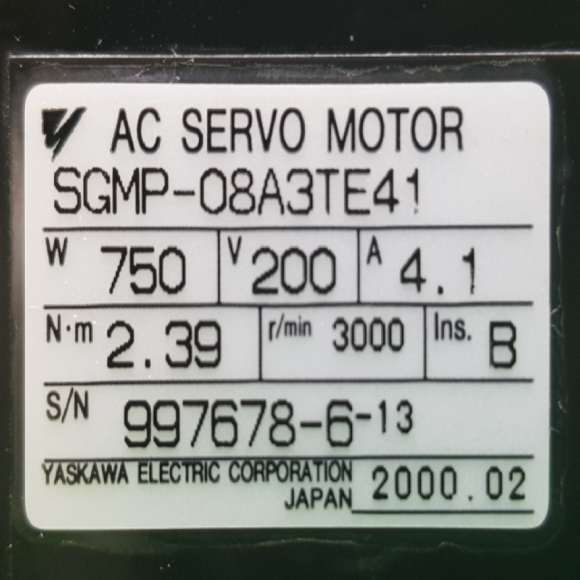 AC SERVO MOTOR
SGMP-08A3TE41
W 750 V 200 A 4.1
N·m 2.39 r/min 3000 Ins. B
S/N 997678-6-13
YASKAWA ELECTRIC CORPORATION
JAPAN 2000.02